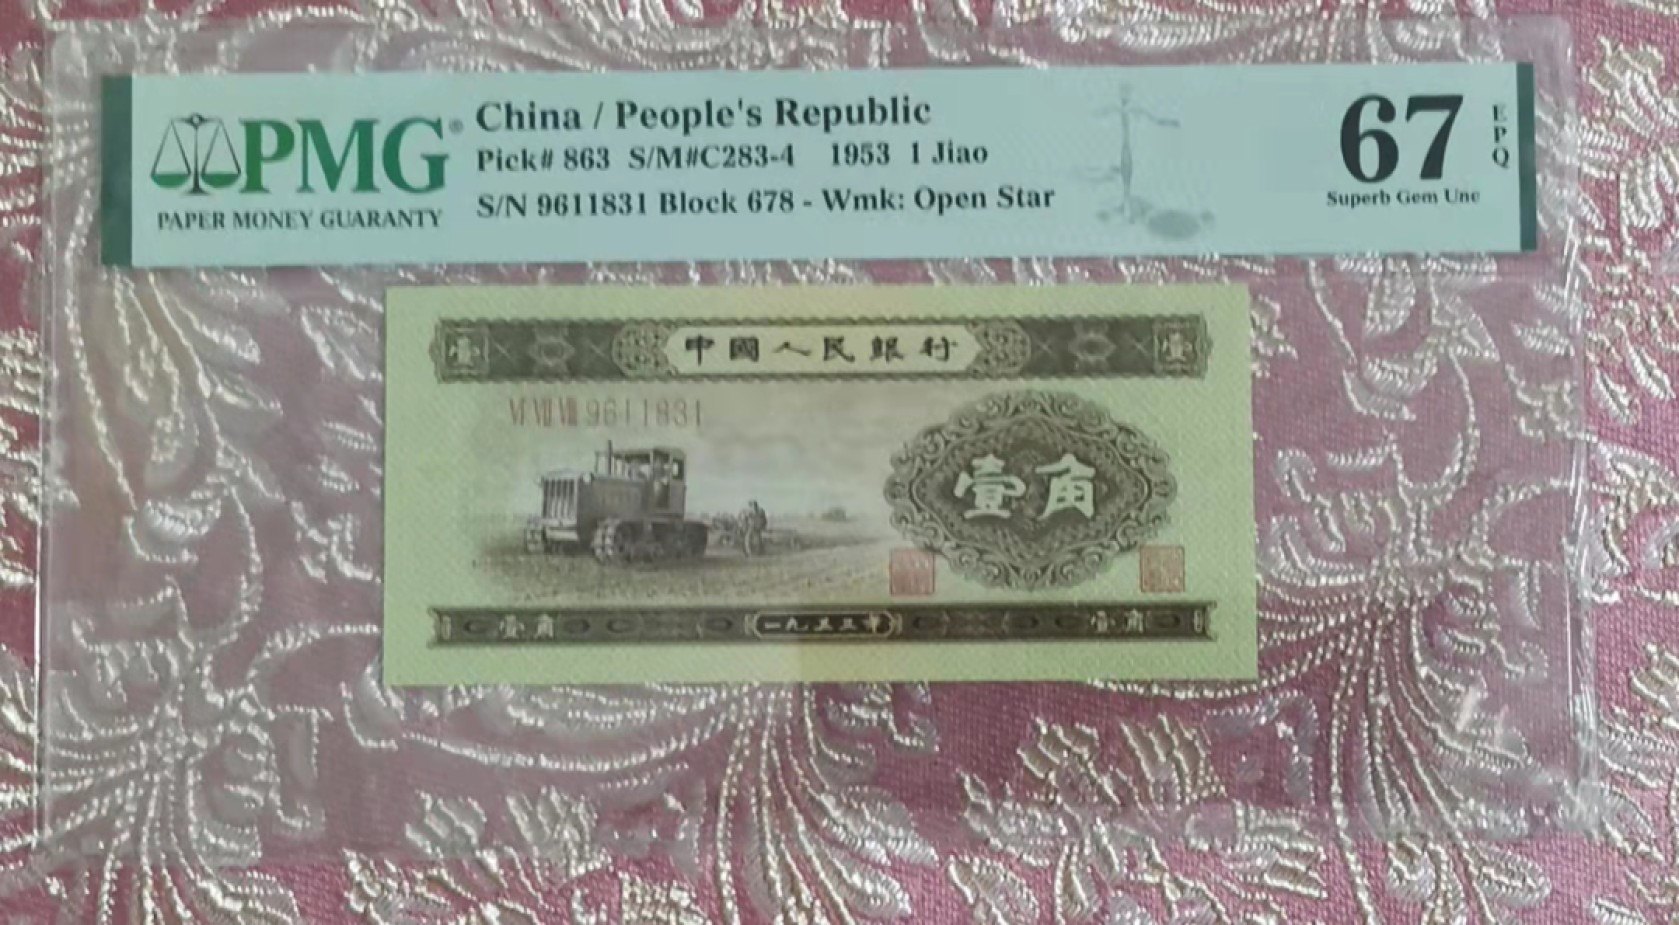 PMG®
PAPER MONEY GUARANTY
China / People's Republic
Pick# 863 S/M#C283-4 1953 1 Jiao
S/N 9611831 Block 678 - Wmk: Open Star
67
EPQ
Superb Gem Unc
壹 中國人民銀行 壹
VI VII VIII 9611831
壹角
壹角 一九五三年 壹角